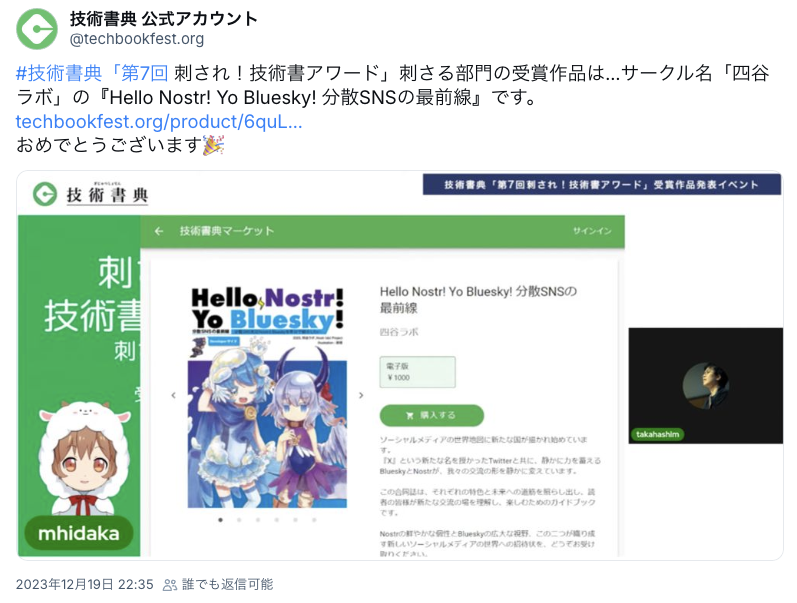 技術書典 公式アカウント
@techbookfest.org
#技術書典「第7回 刺され！技術書アワード」刺さる部門の受賞作品は...サークル名「四谷
ラボ」の『Hello Nostr! Yo Bluesky! 分散SNSの最前線』です。
techbookfest.org/product/6quL...
おめでとうございます🎉
技術書典
技術書典「第7回刺され！技術書アワード」受賞作品発表イベント
技術書典マーケット
サインイン
刺
技術書
刺
Hello Nostr!
Yo Bluesky!
分散SNSの最前線
Hello Nostr! Yo Bluesky! 分散SNSの
最前線
四谷ラボ
電子版
¥1000
購入する
ソーシャルメディアの世界地図に新たな国が描かれ始めていま
す。
『X』という新たな名を授かったTwitterと共に、静かに力を蓄える
BlueskyとNostrが、我々の交流の形を静かに変えています。
この合同誌は、それぞれの特色と未来への道筋を照らし出し、読
者の皆様が新たな交流の場を理解し、楽しむためのガイドブック
です。
Nostrの鮮やかな個性とBlueskyの広大な視野、この二つが織り成
す新しいソーシャルメディアの世界への招待状を、どうぞお受け
取りください。
takahashim
mhidaka
2023年12月19日 22:35 誰でも返信可能